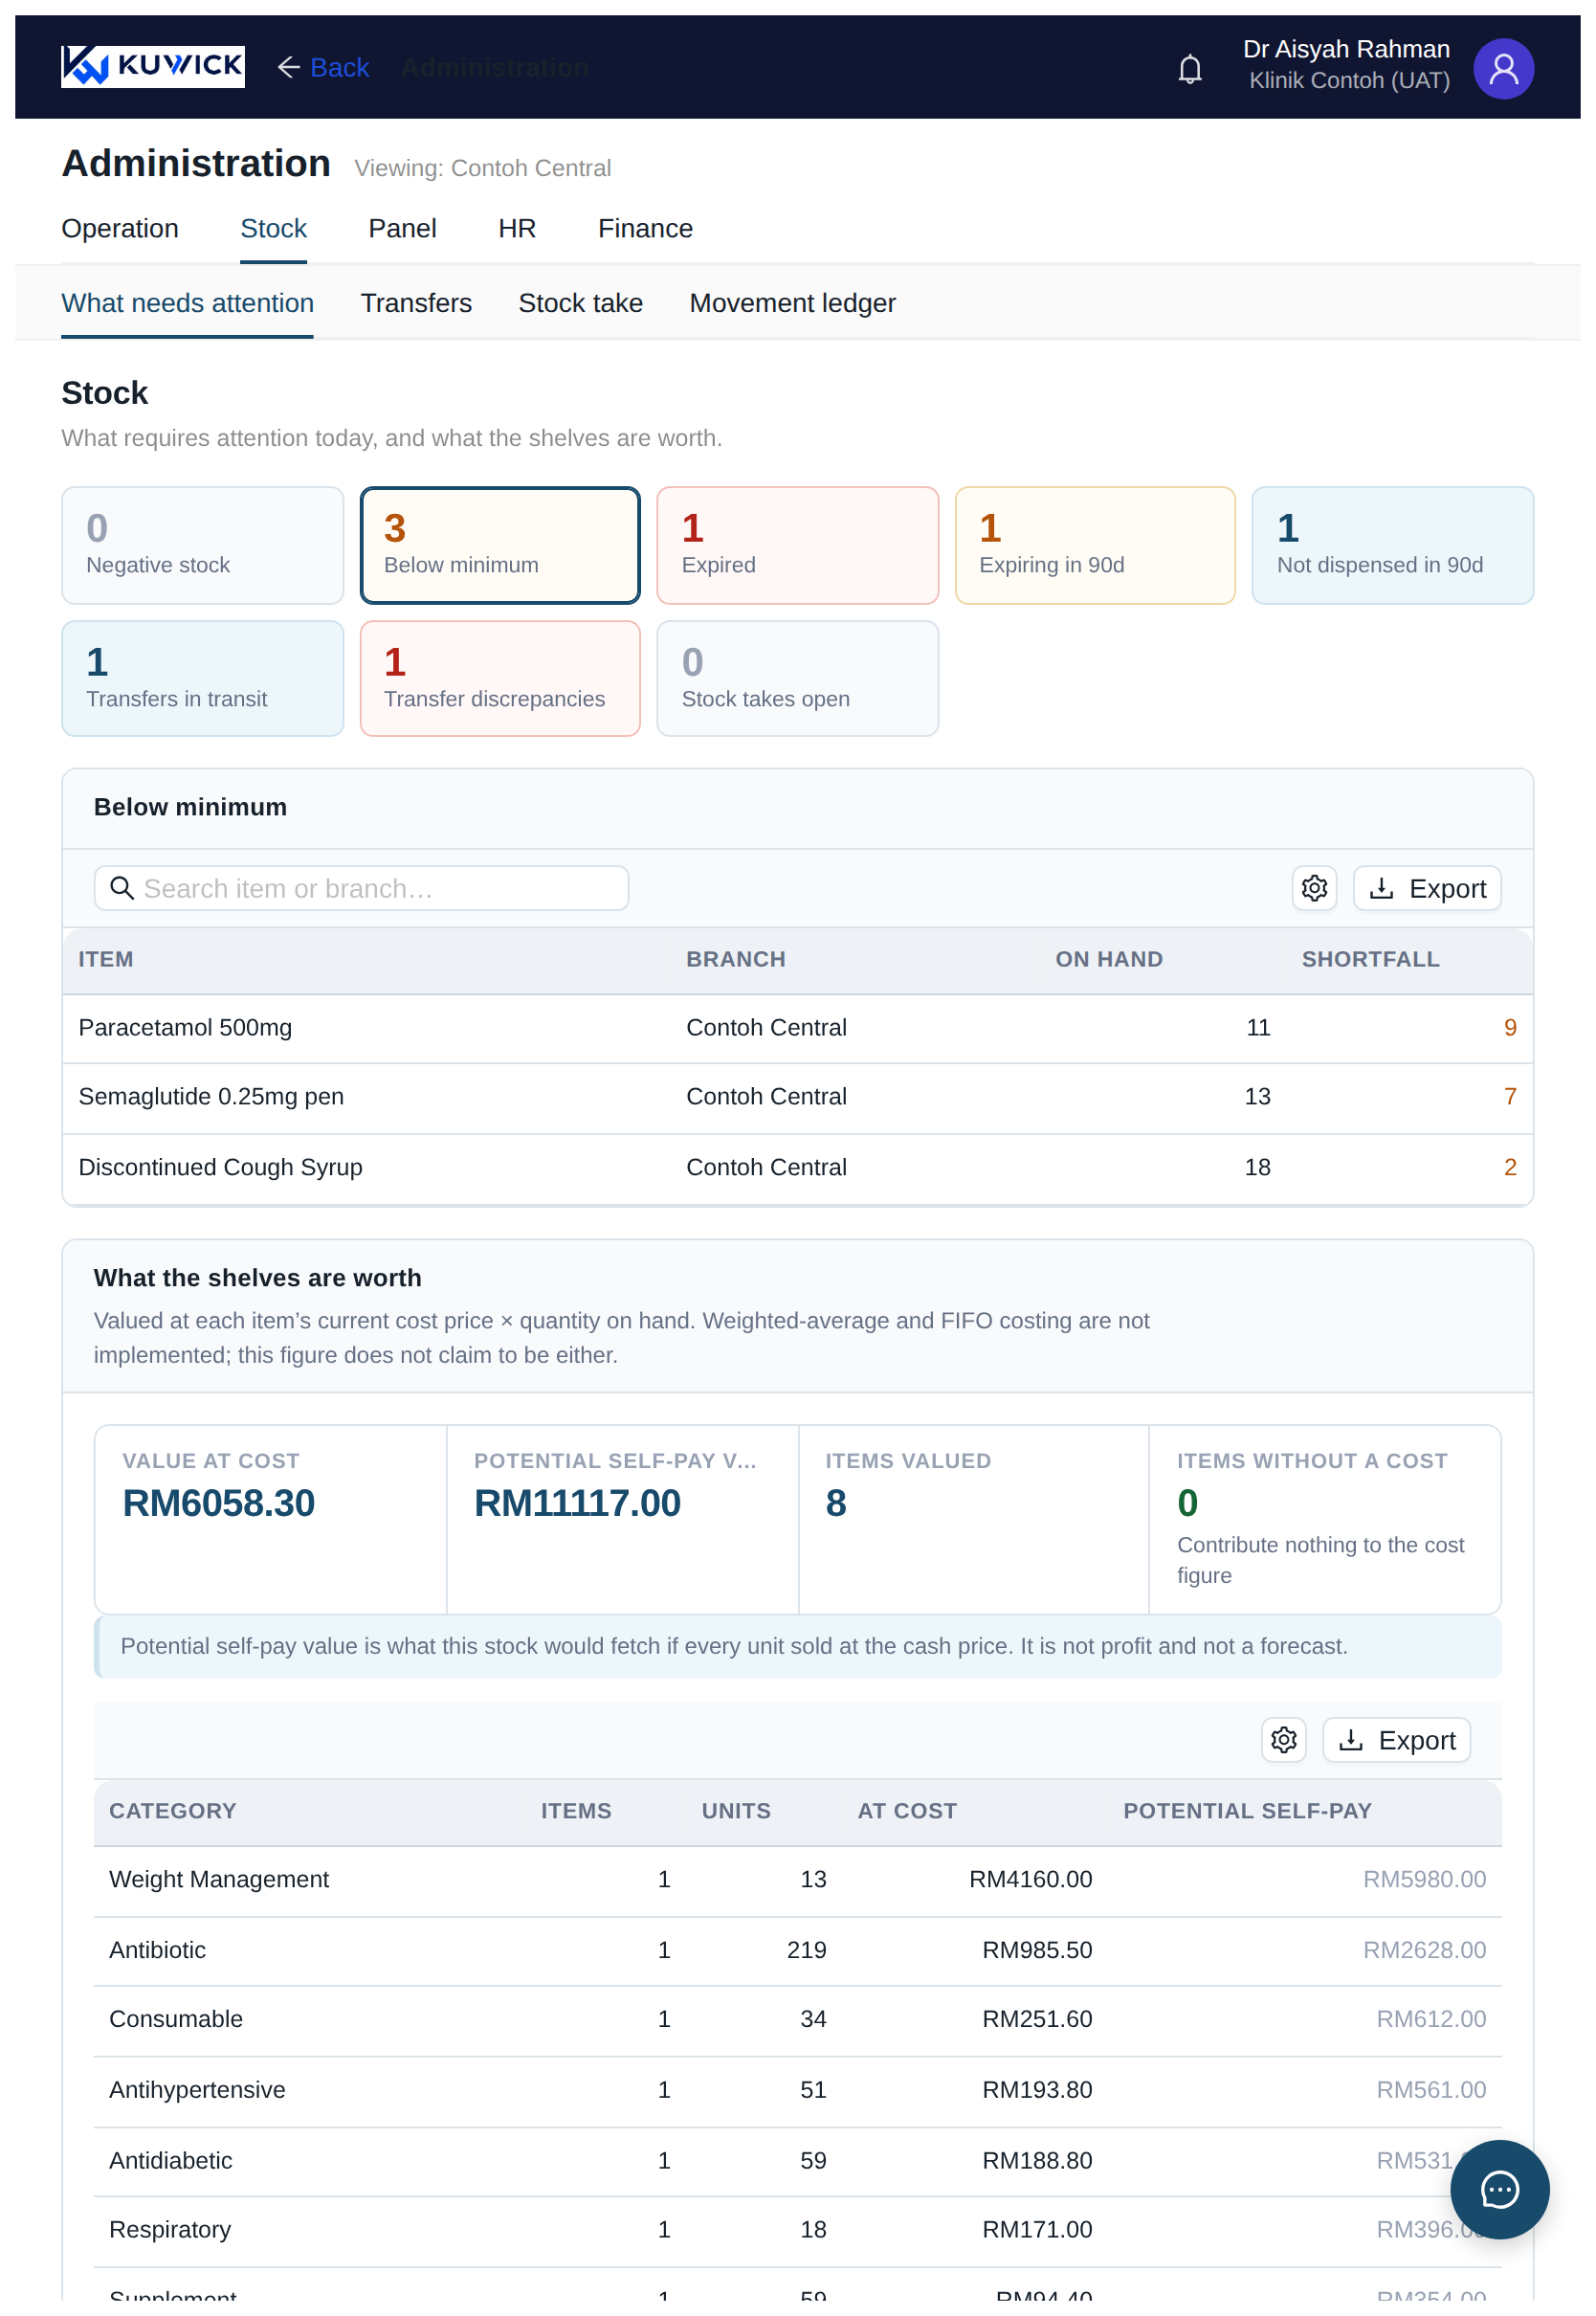 KUWICK
Back
Administration
Dr Aisyah Rahman
Klinik Contoh (UAT)
Administration
Viewing: Contoh Central
Operation
Stock
Panel
HR
Finance
What needs attention
Transfers
Stock take
Movement ledger
Stock
What requires attention today, and what the shelves are worth.
0
Negative stock
3
Below minimum
1
Expired
1
Expiring in 90d
1
Not dispensed in 90d
1
Transfers in transit
1
Transfer discrepancies
0
Stock takes open
Below minimum
Search item or branch…
Export
ITEM BRANCH ON HAND SHORTFALL
Paracetamol 500mg Contoh Central 11 9
Semaglutide 0.25mg pen Contoh Central 13 7
Discontinued Cough Syrup Contoh Central 18 2
What the shelves are worth
Valued at each item’s current cost price × quantity on hand. Weighted-average and FIFO costing are not
implemented; this figure does not claim to be either.
VALUE AT COST
RM6058.30
POTENTIAL SELF-PAY V...
RM11117.00
ITEMS VALUED
8
ITEMS WITHOUT A COST
0
Contribute nothing to the cost
figure
Potential self-pay value is what this stock would fetch if every unit sold at the cash price. It is not profit and not a forecast.
Export
CATEGORY ITEMS UNITS AT COST POTENTIAL SELF-PAY
Weight Management 1 13 RM4160.00 RM5980.00
Antibiotic 1 219 RM985.50 RM2628.00
Consumable 1 34 RM251.60 RM612.00
Antihypertensive 1 51 RM193.80 RM561.00
Antidiabetic 1 59 RM188.80 RM531.
Respiratory 1 18 RM171.00 RM396.0
Supplement 1 59 RM94.40 RM354.00